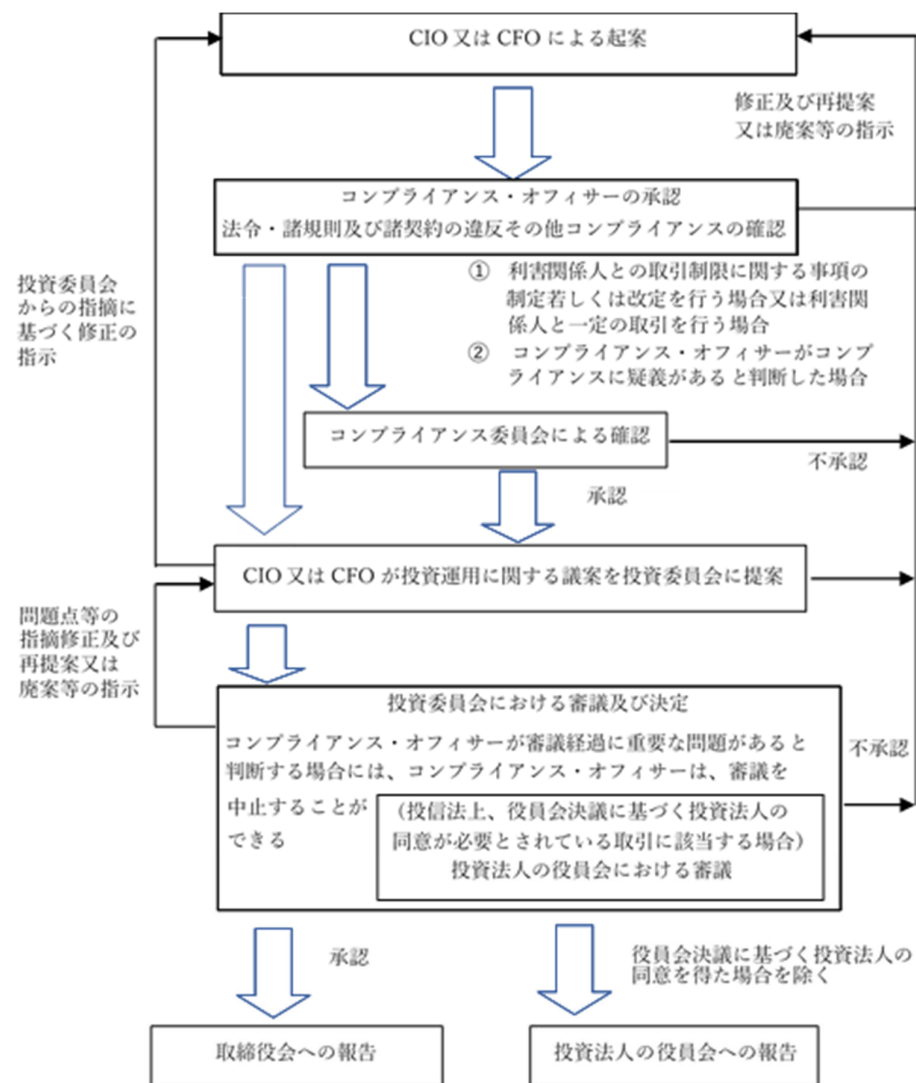 CIO 又は CFO による起案
修正及び再提案
又は廃案等の指示
コンプライアンス・オフィサーの承認
法令・諸規則及び諸契約の違反その他コンプライアンスの確認
投資委員会
からの指摘に
基づく修正の
指示
① 利害関係人との取引制限に関する事項の
制定若しくは改定を行う場合又は利害関
係人と一定の取引を行う場合
② コンプライアンス・オフィサーがコンプ
ライアンスに疑義があると判断した場合
コンプライアンス委員会による確認
不承認
承認
CIO 又は CFO が投資運用に関する議案を投資委員会に提案
問題点等の
指摘修正及び
再提案又は
廃案等の指示
投資委員会における審議及び決定
コンプライアンス・オフィサーが審議経過に重要な問題があると
判断する場合には、コンプライアンス・オフィサーは、審議を
中止することが
できる
不承認
（投信法上、役員会決議に基づく投資法人の
同意が必要とされている取引に該当する場合）
投資法人の役員会における審議
承認
役員会決議に基づく投資法人の
同意を得た場合を除く
取締役会への報告
投資法人の役員会への報告